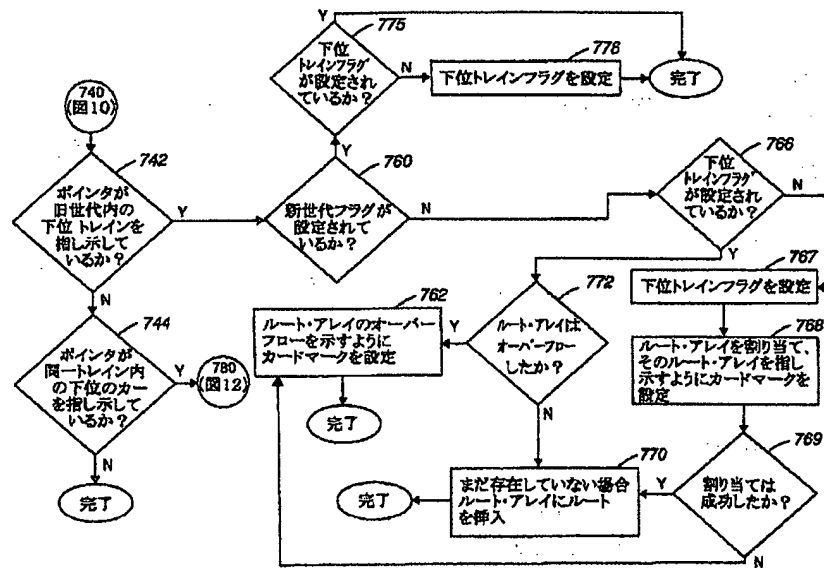 740
(図10)
742
ポインタが
旧世代内の
下位トレインを
指し示して
いるか？
Y
N
744
ポインタが
同一トレイン内
の下位のカー
を指し示して
いるか？
Y
780
(図12)
N
完了
775
Y
下位
トレインフラグ
が設定され
ているか？
N
776
下位トレインフラグを設定
完了
Y
760
新世代フラグが
設定されて
いるか？
N
766
下位
トレインフラグ
が設定され
ているか？
N
Y
767
下位トレインフラグを設定
768
ルート・アレイを割り当て、
そのルート・アレイを指し
示すようにカードマークを
設定
769
割り当ては
成功したか？
Y
N
772
ルート・アレイは
オーバーフロー
したか？
Y
N
762
ルート・アレイのオーバー
フローを示すように
カードマークを設定
完了
770
まだ存在していない場合
ルート・アレイにルート
を挿入
完了